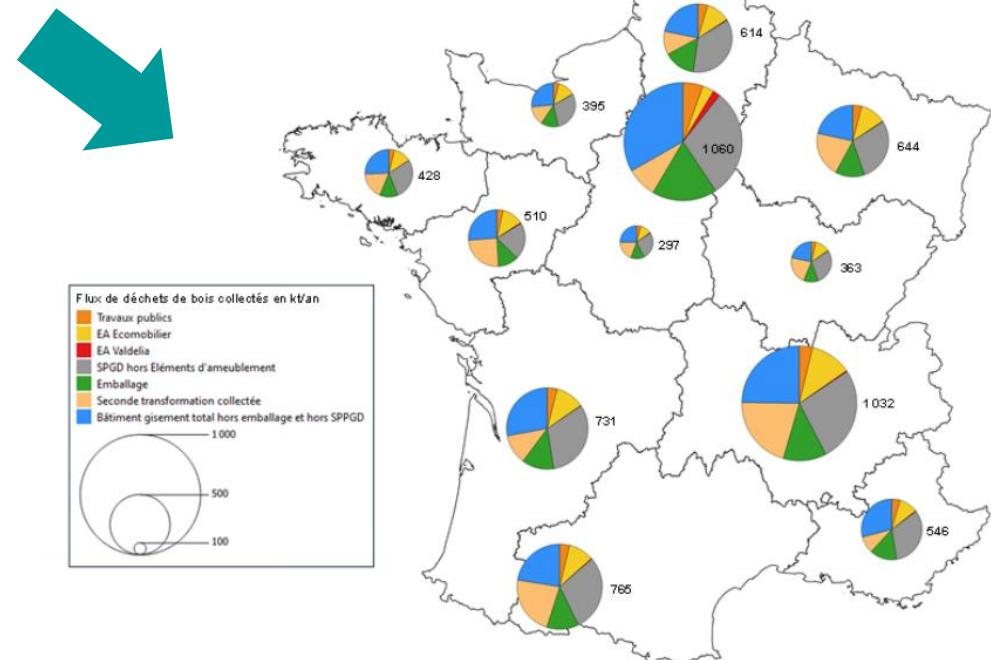 614
395
1 060
644
428
510
297
363
Flux de déchets de bois collectés en kt/an
Travaux publics
EA Ecomobilier
EA Valdelia
SPGD hors Eléments d'ameublement
Emballage
Seconde transformation collectée
Bâtiment gisement total hors emballage et hors SPPGD
1 000
500
100
1 032
731
546
765